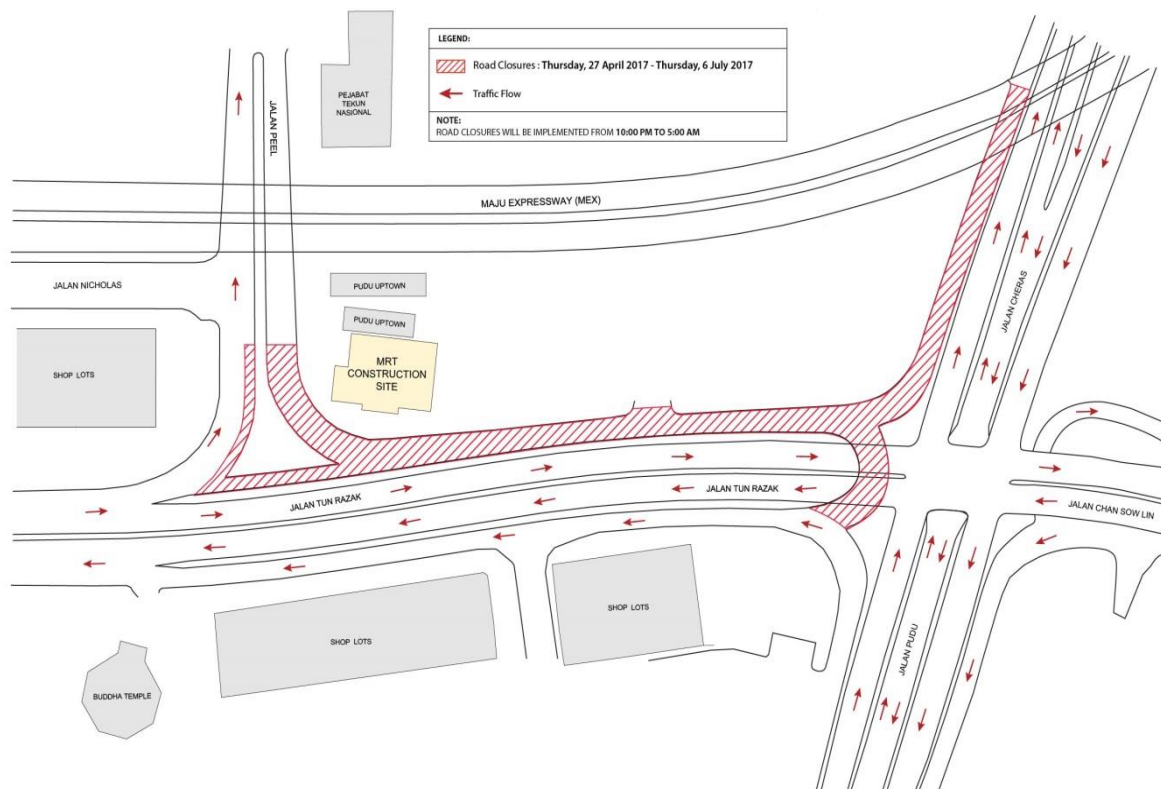 LEGEND:
Road Closures : Thursday, 27 April 2017 - Thursday, 6 July 2017
Traffic Flow
NOTE:
ROAD CLOSURES WILL BE IMPLEMENTED FROM 10:00 PM TO 5:00 AM
PEJABAT
TEKUN
NASIONAL
JALAN PEEL
MAJU EXPRESSWAY (MEX)
JALAN NICHOLAS
PUDU UPTOWN
PUDU UPTOWN
MRT
CONSTRUCTION
SITE
SHOP LOTS
JALAN CHERAS
JALAN TUN RAZAK
JALAN TUN RAZAK
JALAN CHAN SOW LIN
SHOP LOTS
SHOP LOTS
JALAN PUDU
BUDDHA TEMPLE